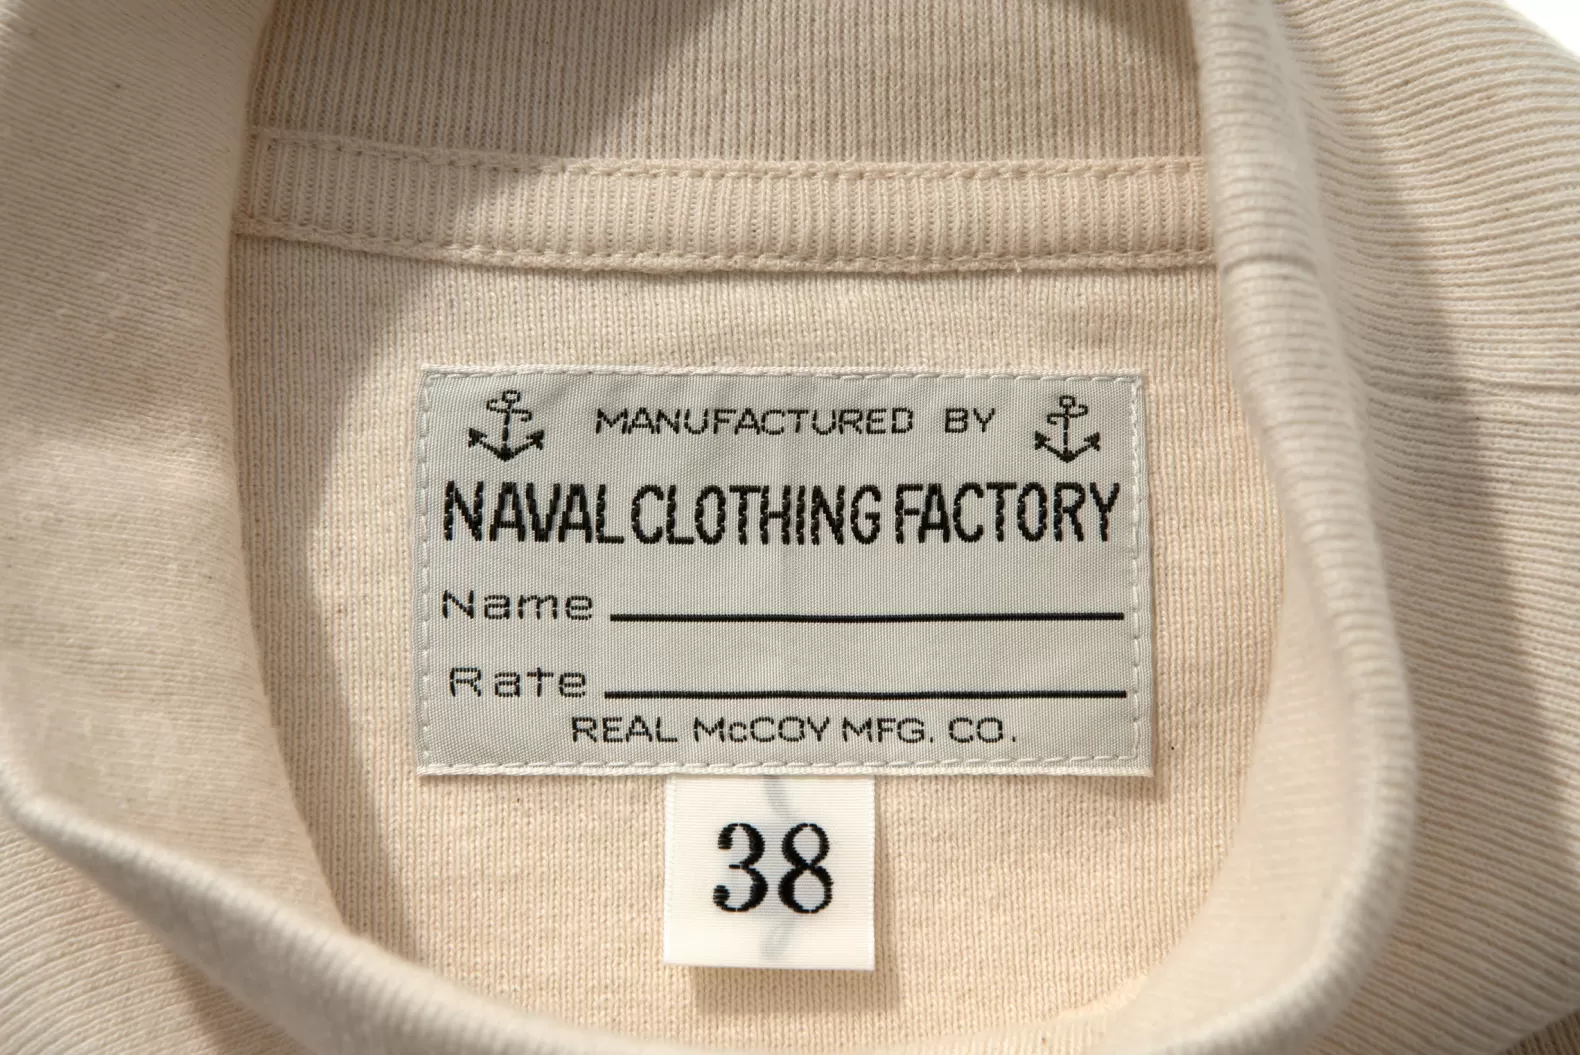 MANUFACTURED BY
NAVAL CLOTHING FACTORY
Name
Rate
REAL McCOY MFG. CO.
38